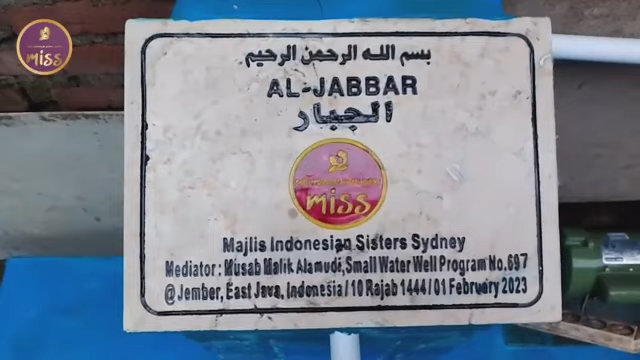 miss
بسم الله الرحمن الرحيم
AL-JABBAR
الجبار
miss
Majlis Indonesian Sisters Sydney
Mediator : Musab Malik Alamudi, Small Water Well Program No.697
@ Jember, East Java, Indonesia / 10 Rajab 1444 / 01 February 2023